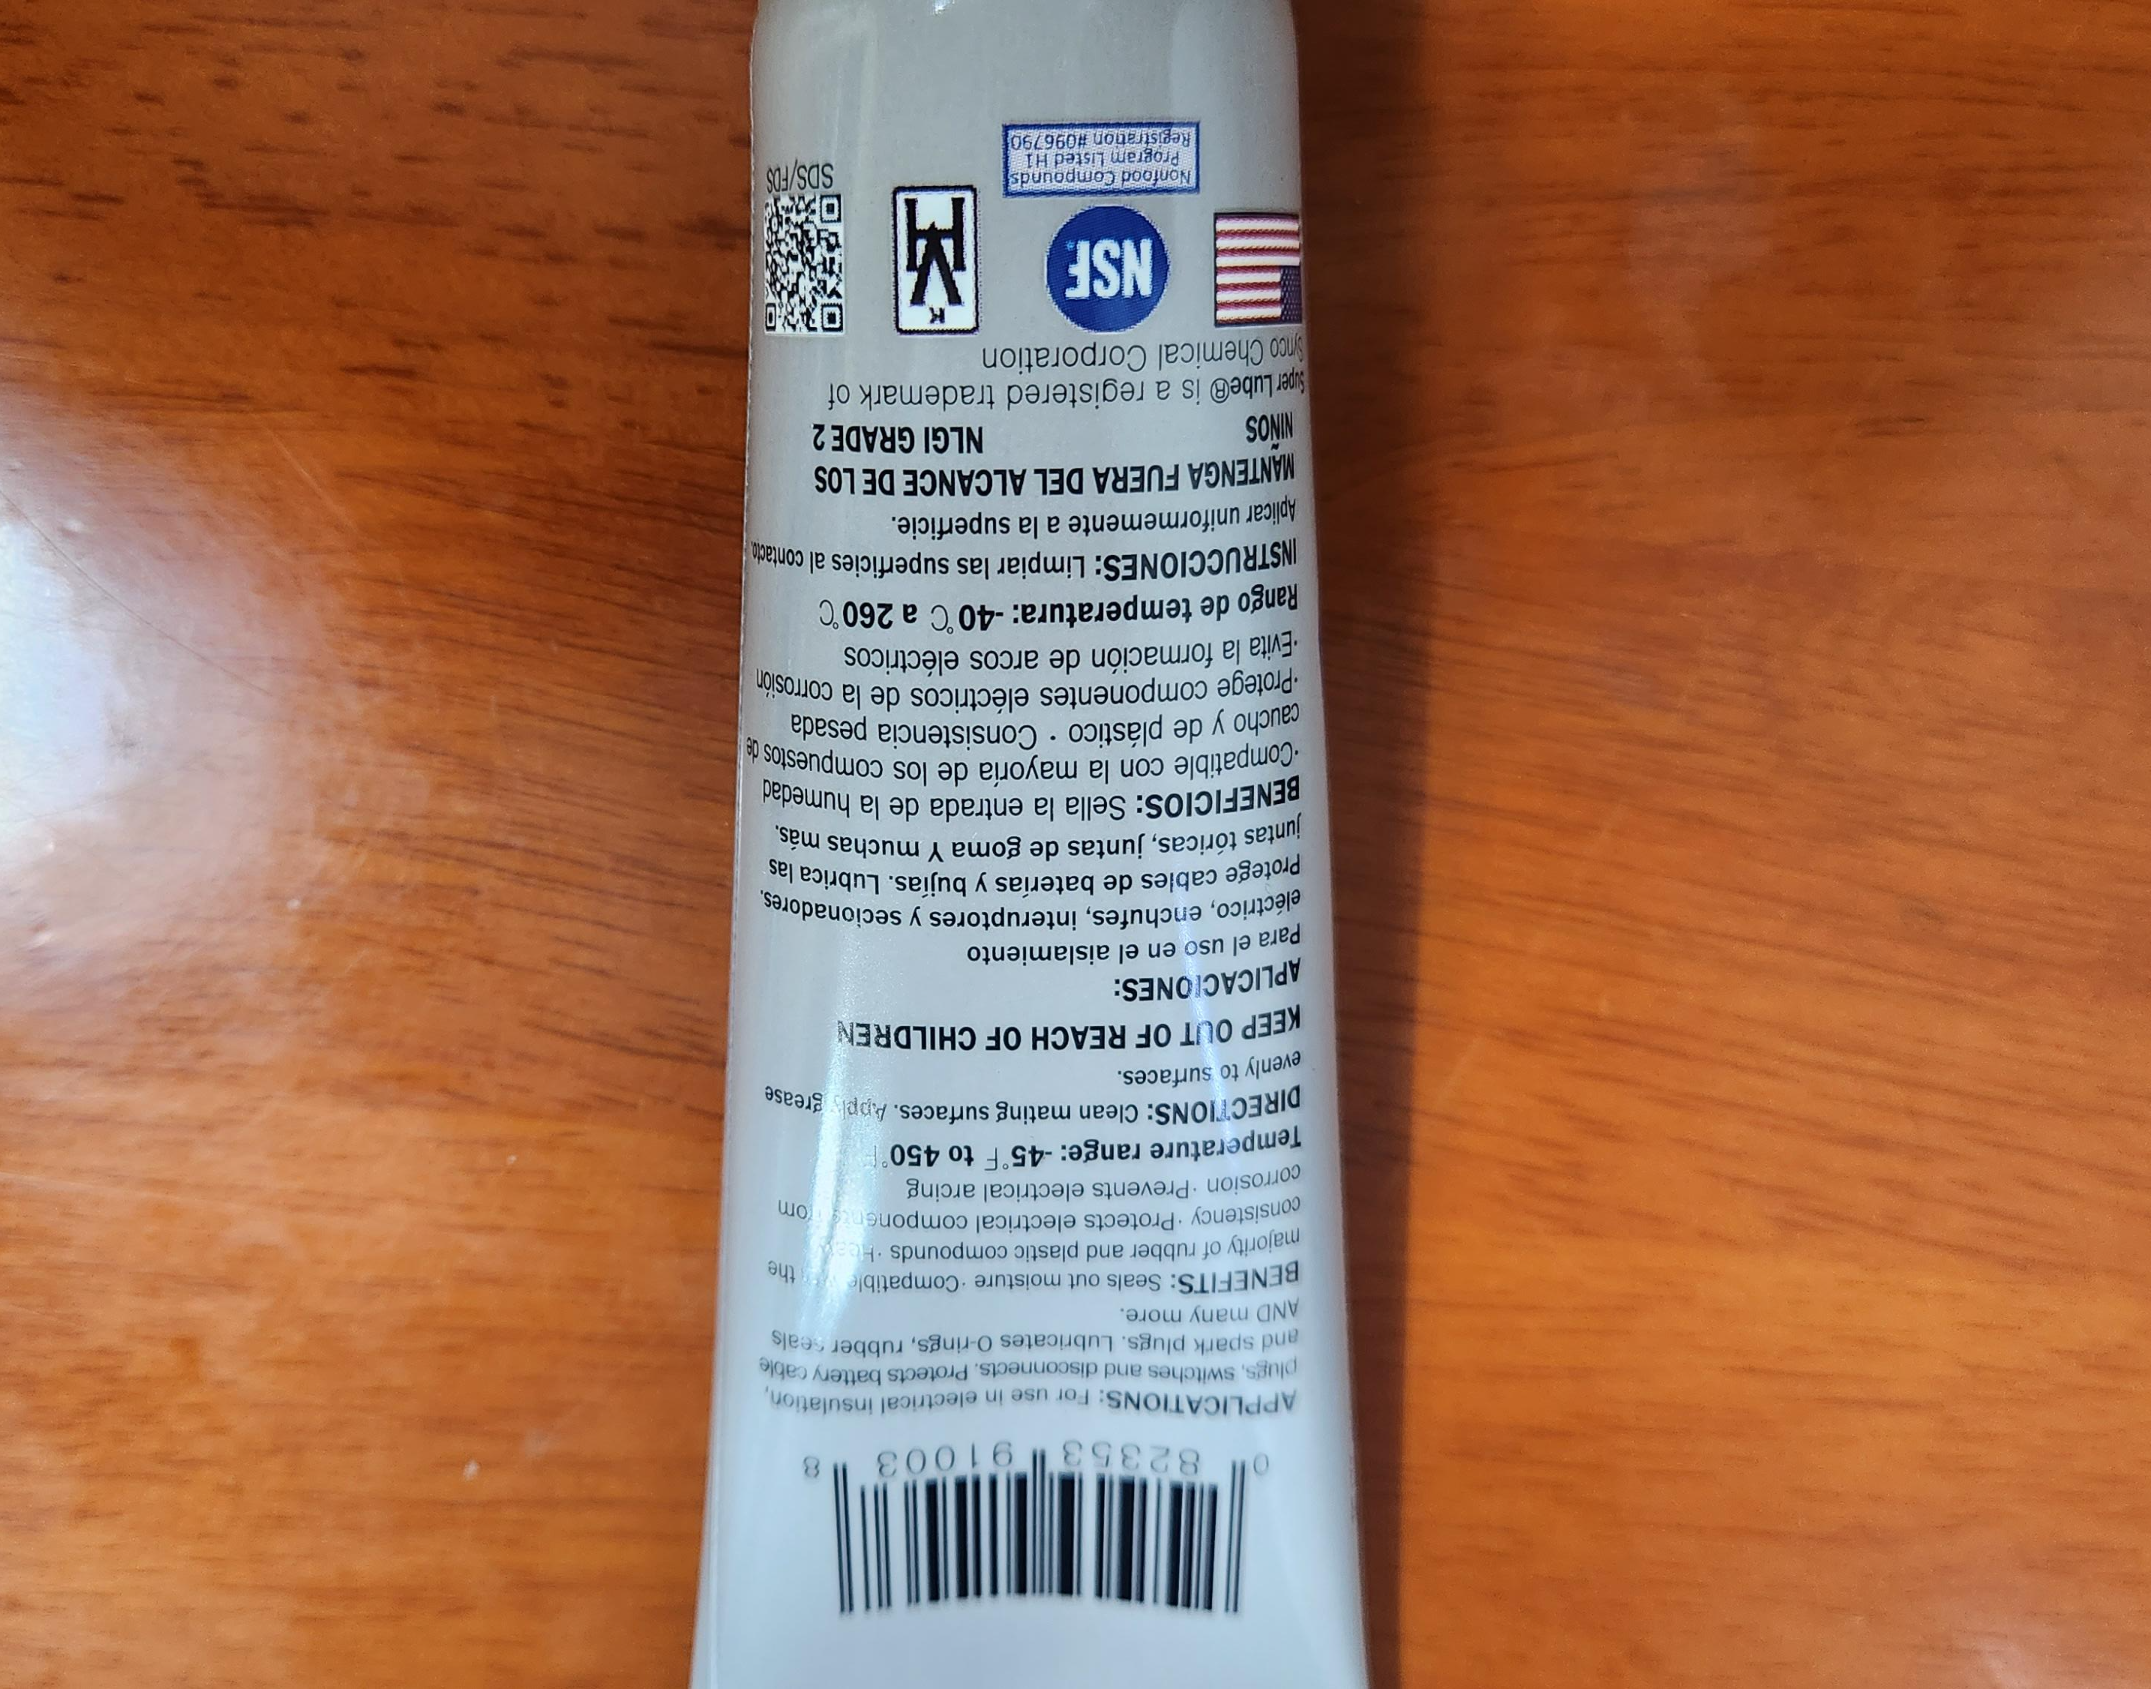 0 82353 91003 8
APPLICATIONS: For use in electrical insulation,
plugs, switches and disconnects. Protects battery cable
and spark plugs. Lubricates O-rings, rubber seals
AND many more.
BENEFITS: Seals out moisture ·Compatible with the
majority of rubber and plastic compounds ·Heavy
consistency ·Protects electrical components from
corrosion ·Prevents electrical arcing
Temperature range: -45°F to 450°F
DIRECTIONS: Clean mating surfaces. Apply grease
evenly to surfaces.
KEEP OUT OF REACH OF CHILDREN
APLICACIONES:
Para el uso en el aislamiento
eléctrico, enchufes, interuptores y secionadores.
Protege cables de baterías y bujías. Lubrica las
juntas tóricas, juntas de goma Y muchas más.
BENEFICIOS: Sella la entrada de la humedad
·Compatible con la mayoría de los compuestos de
caucho y de plástico · Consistencia pesada
·Protege componentes eléctricos de la corrosión
·Evita la formación de arcos eléctricos
Rango de temperatura: -40°C a 260°C
INSTRUCCIONES: Limpiar las superficies al contacto.
Aplicar uniformemente a la superficie.
MANTENGA FUERA DEL ALCANCE DE LOS
NIÑOS NLGI GRADE 2
Super Lube® is a registered trademark of
Synco Chemical Corporation
NSF®
K
VH
SDS/FDS
Nonfood Compounds
Program Listed H1
Registration #096790